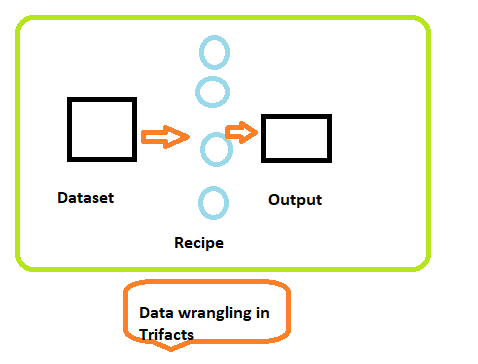 Dataset
Output
Recipe
Data wrangling in
Trifacts